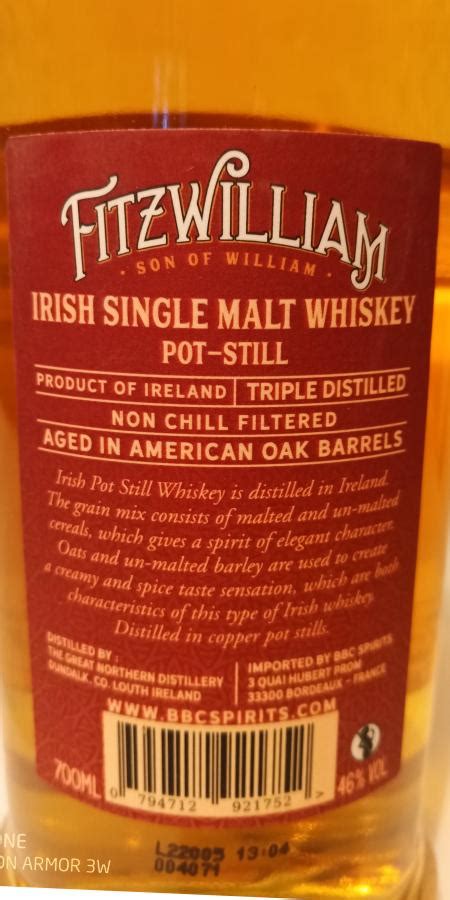 FITZWILLIAM
· SON OF WILLIAM ·
IRISH SINGLE MALT WHISKEY
POT-STILL
PRODUCT OF IRELAND | TRIPLE DISTILLED
NON CHILL FILTERED
AGED IN AMERICAN OAK BARRELS
Irish Pot Still Whiskey is distilled in Ireland.
The grain mix consists of malted and un-malted
cereals, which gives a spirit of elegant character.
Oats and un-malted barley are used to create
a creamy and spice taste sensation, which are both
characteristics of this type of Irish whiskey.
Distilled in copper pot stills.
DISTILLED BY :
THE GREAT NORTHERN DISTILLERY
DUNDALK, CO. LOUTH IRELAND
IMPORTED BY BBC SPIRITS
3 QUAI HUBERT PROM
33300 BORDEAUX - FRANCE
WWW.BBCSPIRITS.COM
700ML
0 794712 921752 >
46% VOL
L22005 13:04
004071
ONE
ON ARMOR 3W